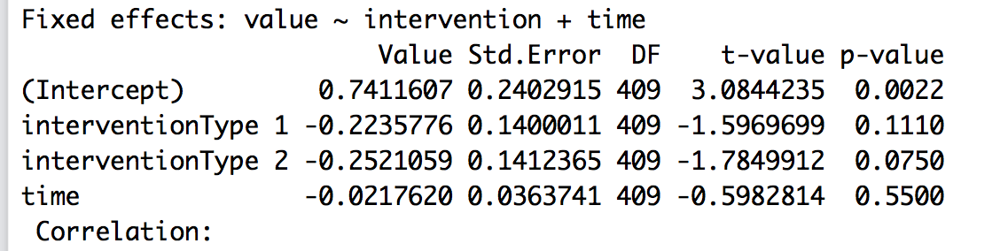 Fixed effects: value ~ intervention + time
Value Std.Error DF t-value p-value
(Intercept) 0.7411607 0.2402915 409 3.0844235 0.0022
interventionType 1 -0.2235776 0.1400011 409 -1.5969699 0.1110
interventionType 2 -0.2521059 0.1412365 409 -1.7849912 0.0750
time -0.0217620 0.0363741 409 -0.5982814 0.5500
Correlation: